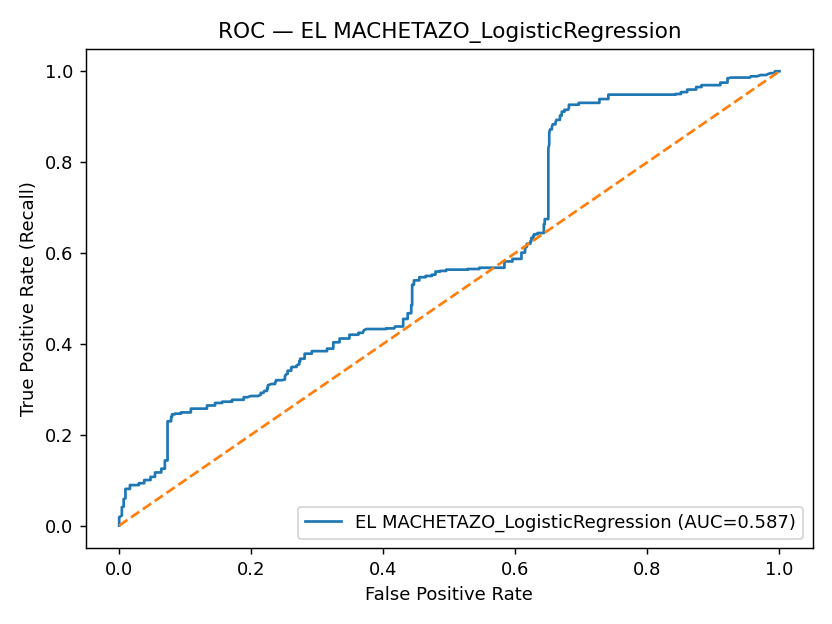 ROC — EL MACHETAZO_LogisticRegression
True Positive Rate (Recall)
1.0
0.8
0.6
0.4
0.2
0.0
EL MACHETAZO_LogisticRegression (AUC=0.587)
0.0 0.2 0.4 0.6 0.8 1.0
False Positive Rate